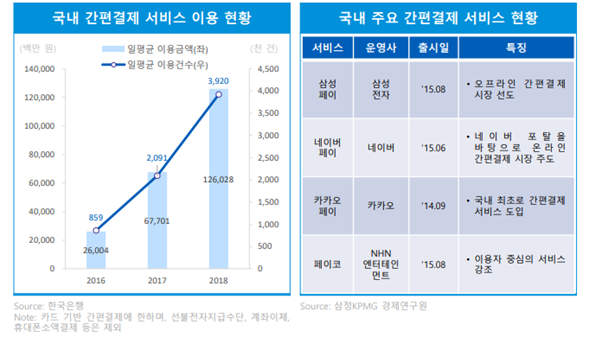 국내 간편결제 서비스 이용 현황
(백만 원)
일평균 이용금액(좌)
일평균 이용건수(우)
(천 건)
140,000
120,000
100,000
80,000
60,000
40,000
20,000
0
4,500
4,000
3,500
3,000
2,500
2,000
1,500
1,000
500
0
859
2,091
3,920
26,004
67,701
126,028
2016
2017
2018
Source: 한국은행
Note: 카드 기반 간편결제에 한하며, 선불전자지급수단, 계좌이체,
휴대폰소액결제 등은 제외
국내 주요 간편결제 서비스 현황
서비스 운영사 출시일 특징
삼성
페이
삼성
전자
'15.08
• 오프라인 간편결제
시장 선도
네이버
페이
네이버
'15.06
• 네이버 포탈을
바탕으로 온라인
간편결제 시장 주도
카카오
페이
카카오
'14.09
• 국내 최초로 간편결제
서비스 도입
페이코
NHN
엔터테인
먼트
'15.08
• 이용자 중심의 서비스
강조
Source: 삼정KPMG 경제연구원